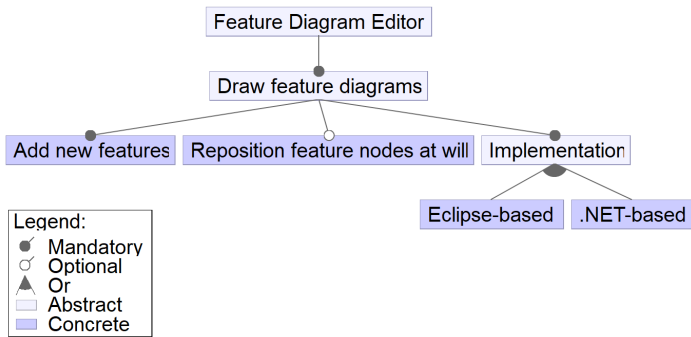 Feature Diagram Editor
Draw feature diagrams
Add new features
Reposition feature nodes at will
Implementation
Eclipse-based
.NET-based
Legend:
Mandatory
Optional
Or
Abstract
Concrete